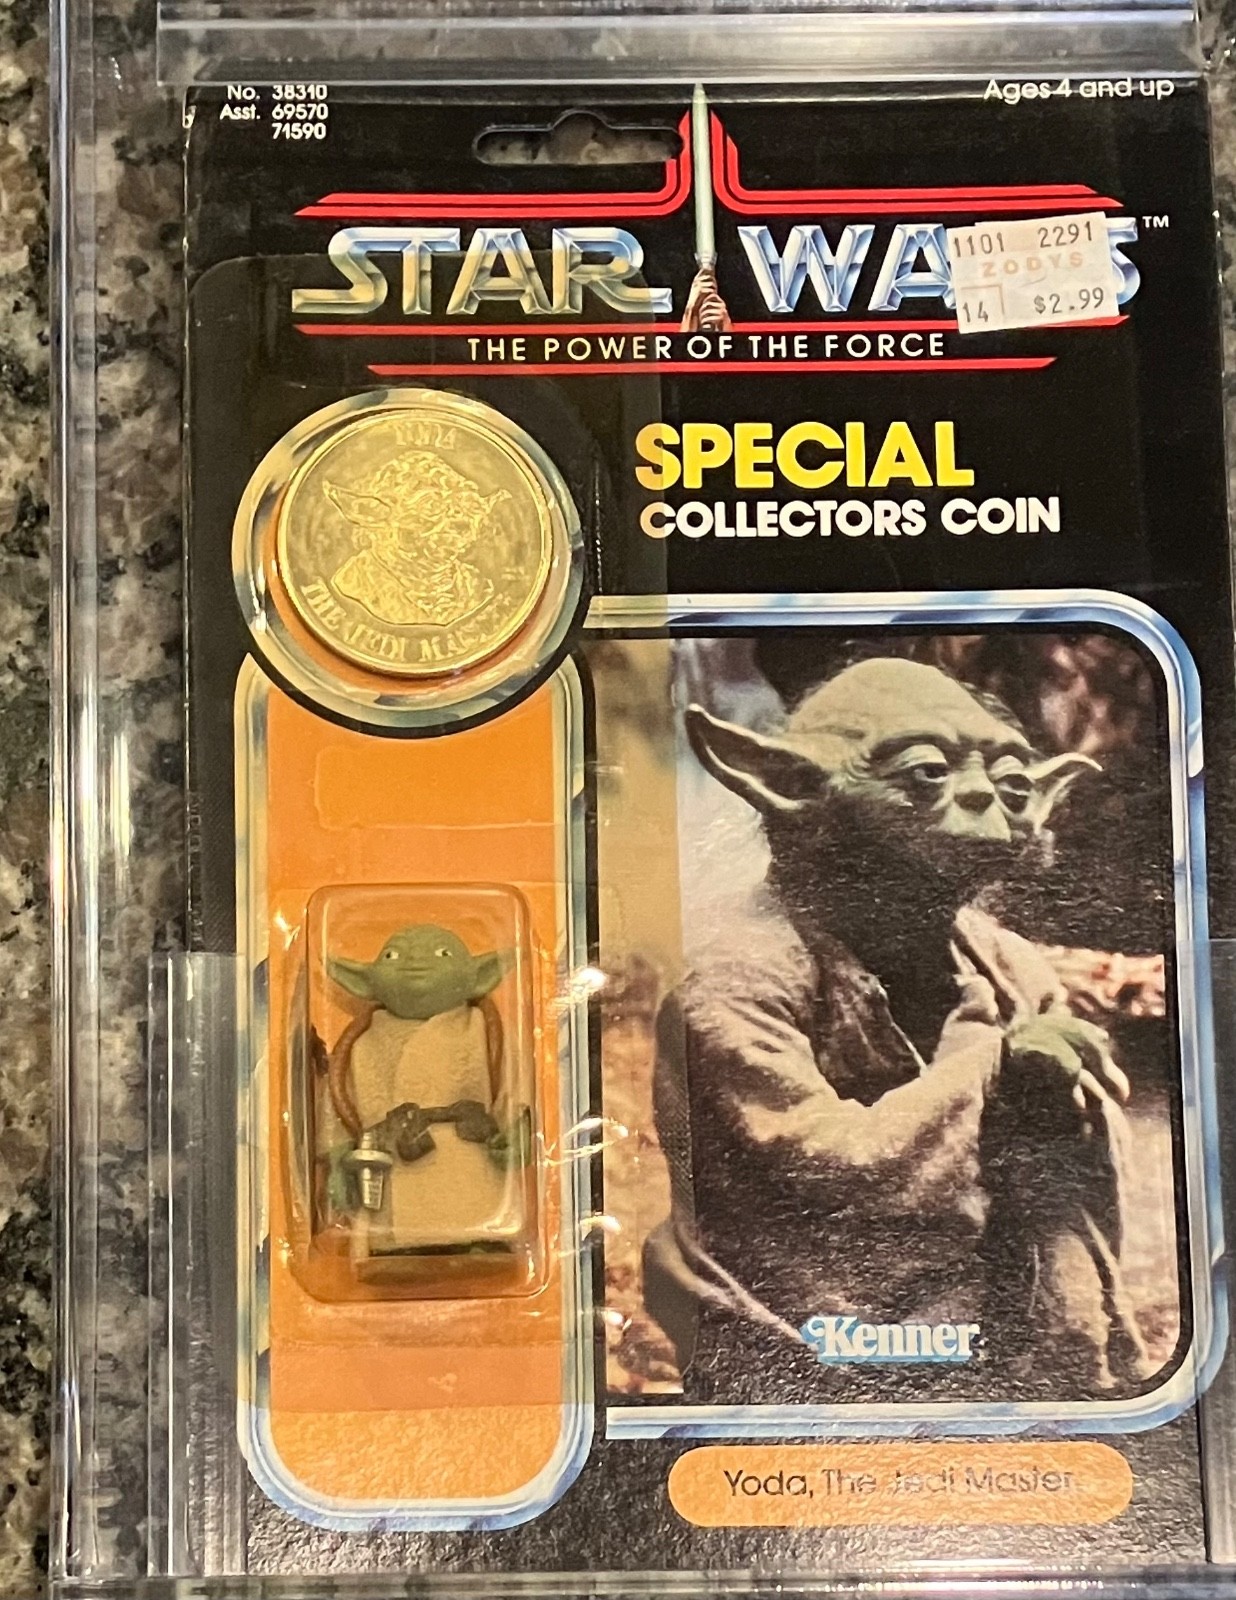 No. 38310
Asst. 69570
71590
Ages 4 and up
STAR WARS™
1101 2291
ZODYS
14 $2.99
THE POWER OF THE FORCE
SPECIAL
COLLECTORS COIN
YODA
THE JEDI MASTER
Kenner
Yoda, The Jedi Master